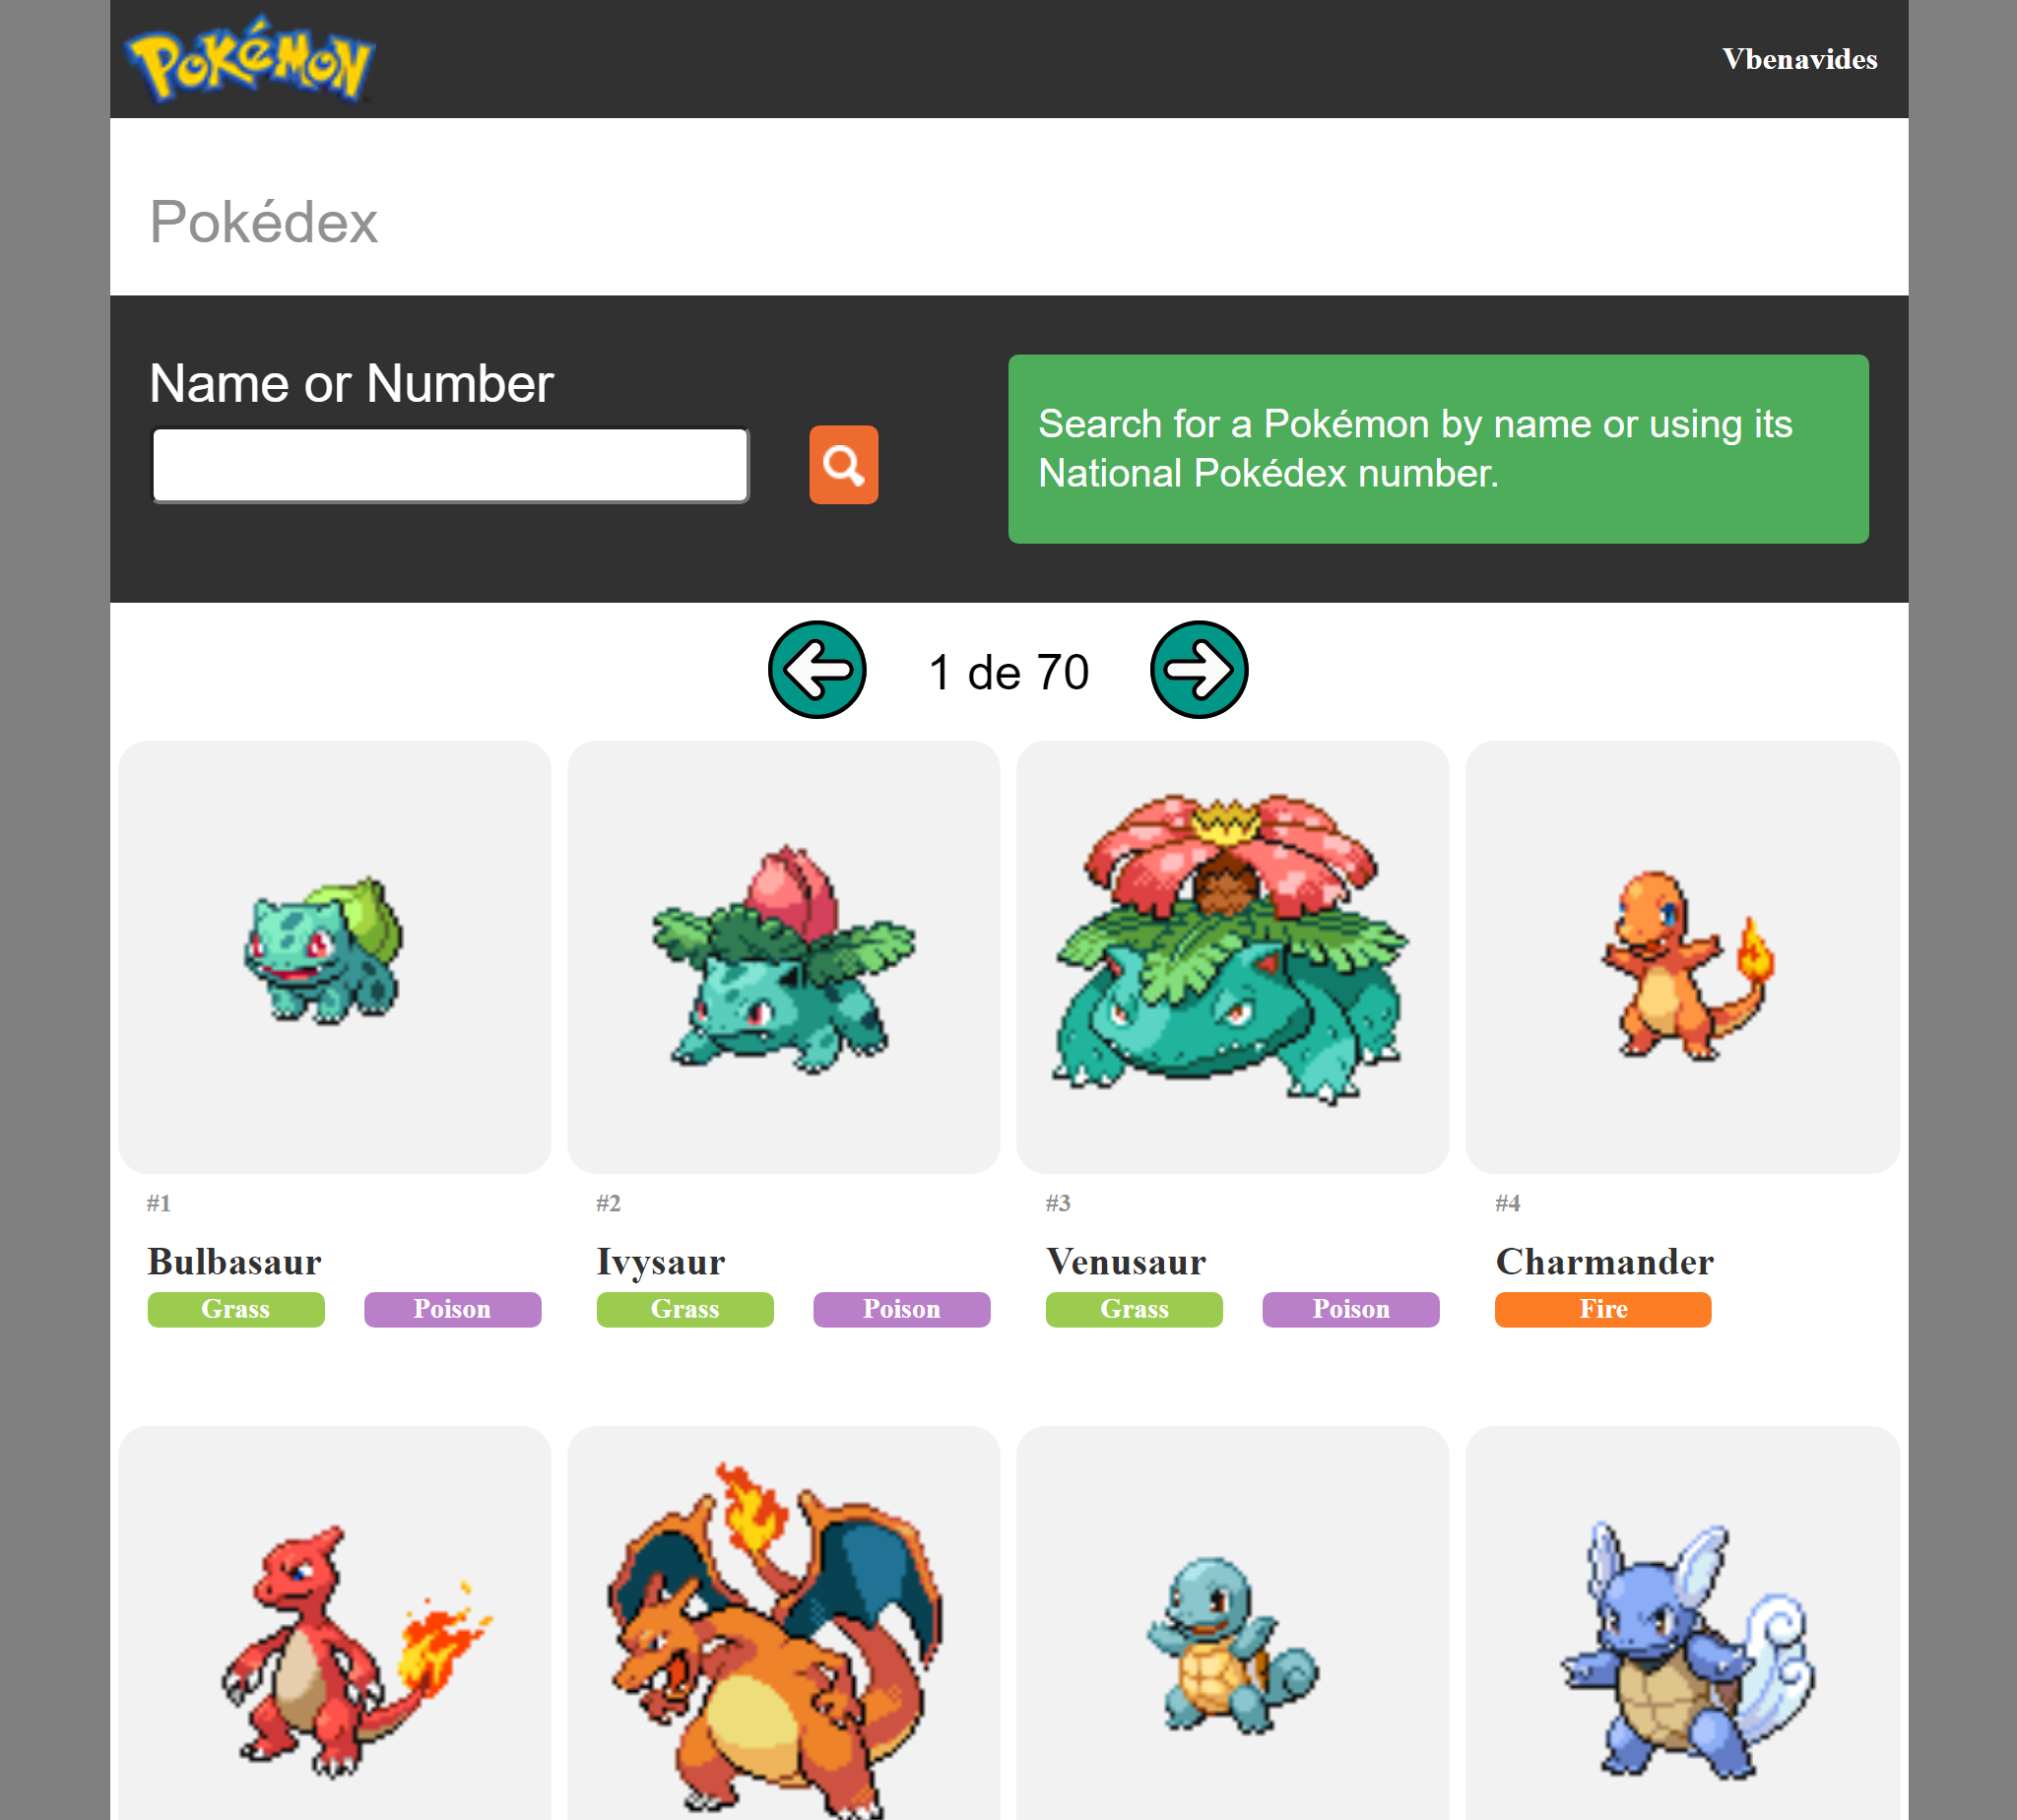 Pokémon
Vbenavides
Pokédex
Name or Number
Search for a Pokémon by name or using its
National Pokédex number.
1 de 70
#1
Bulbasaur
Grass Poison
#2
Ivysaur
Grass Poison
#3
Venusaur
Grass Poison
#4
Charmander
Fire